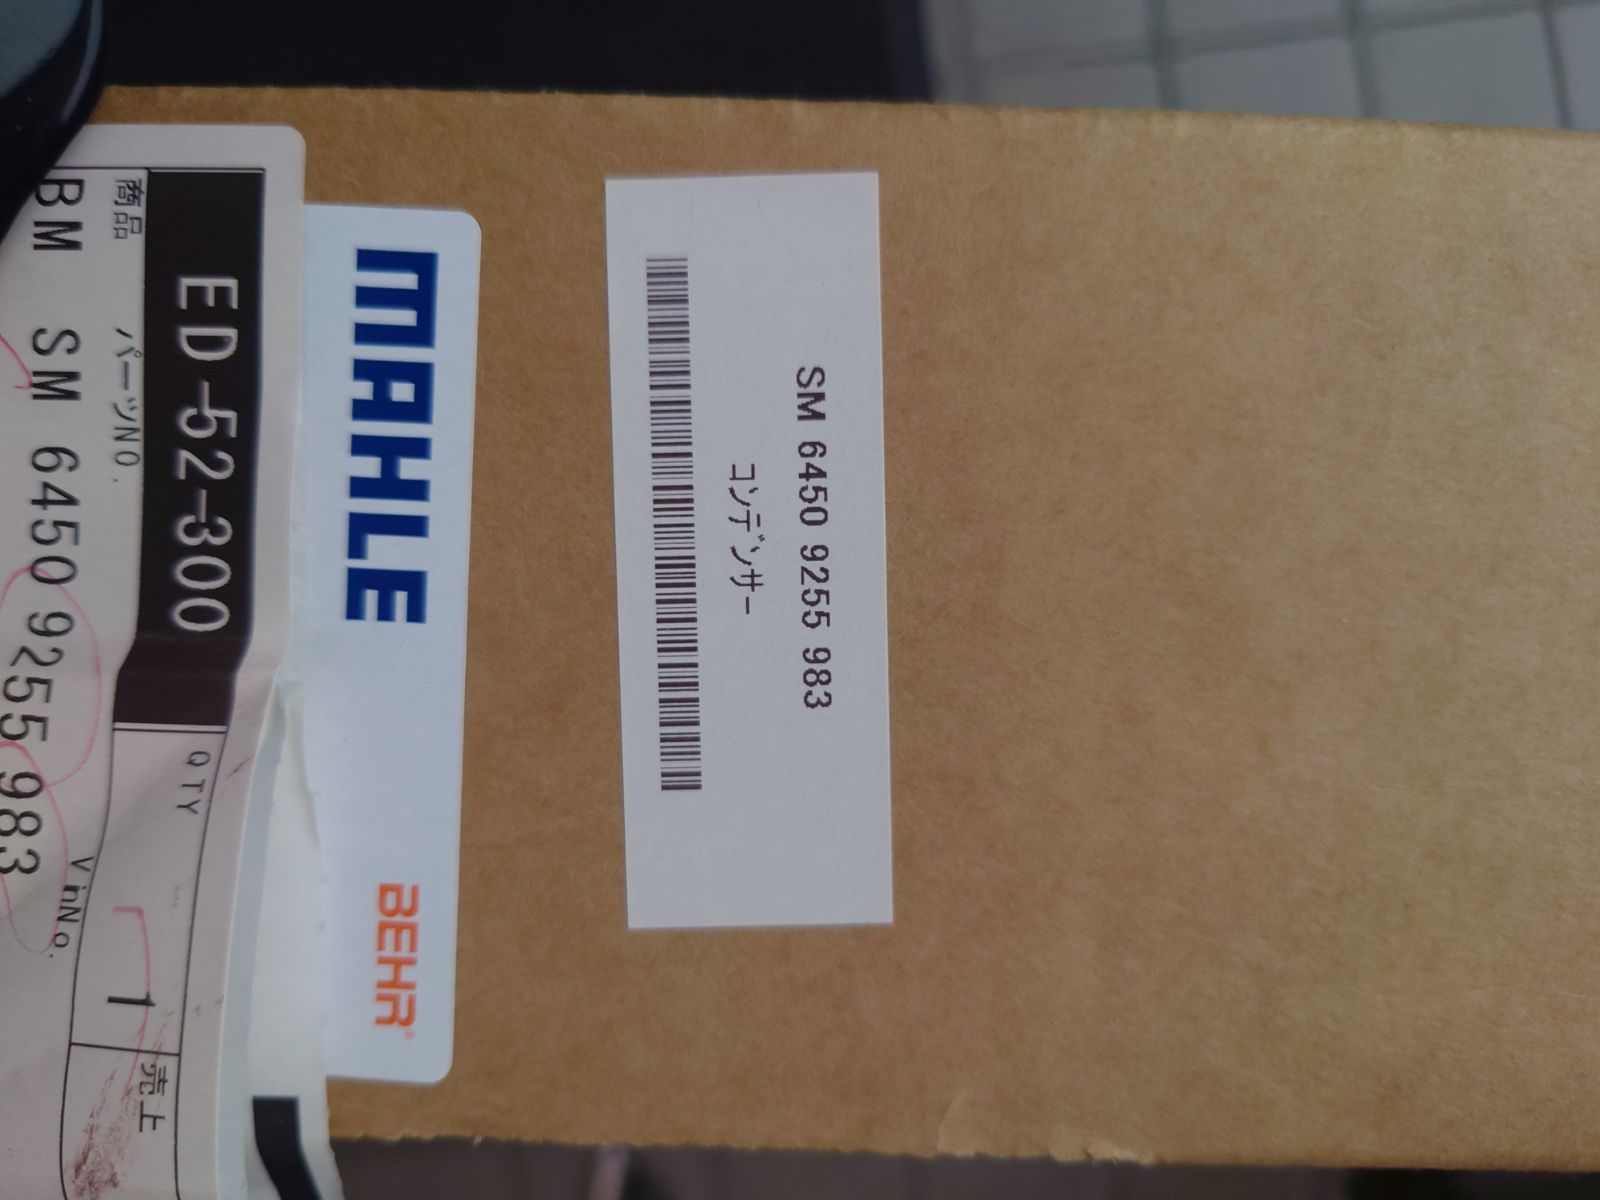 ED-52-300
QTY
1
売上
商品
パーツNO.
BM SM 6450 9255 983
VinNo.
MAHLE
BEHR
SM 6450 9255 983
コンデンサー